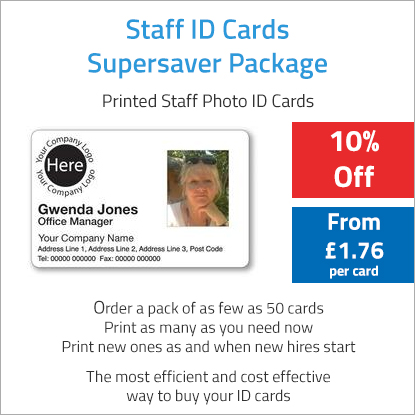 Staff ID Cards
Supersaver Package
Printed Staff Photo ID Cards
Your Company Logo
Here
Your Company Logo
Gwenda Jones
Office Manager
Your Company Name
Address Line 1, Address Line 2, Address Line 3, Post Code
Tel: 00000 000000  Fax: 00000 000000
10%
Off
From
£1.76
per card
Order a pack of as few as 50 cards
Print as many as you need now
Print new ones as and when new hires start
The most efficient and cost effective
way to buy your ID cards